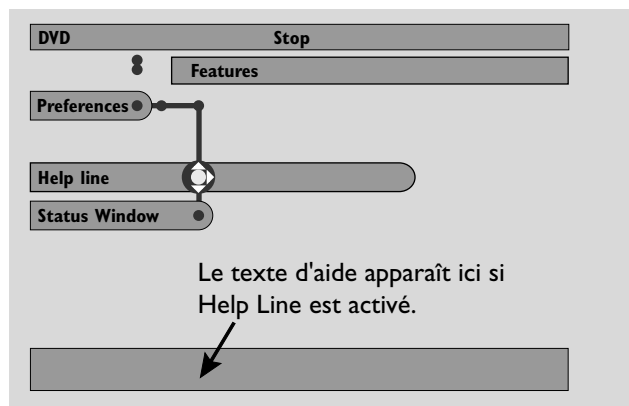 DVD Stop
Features
Preferences
Help line
Status Window
Le texte d'aide apparaît ici si
Help Line est activé.